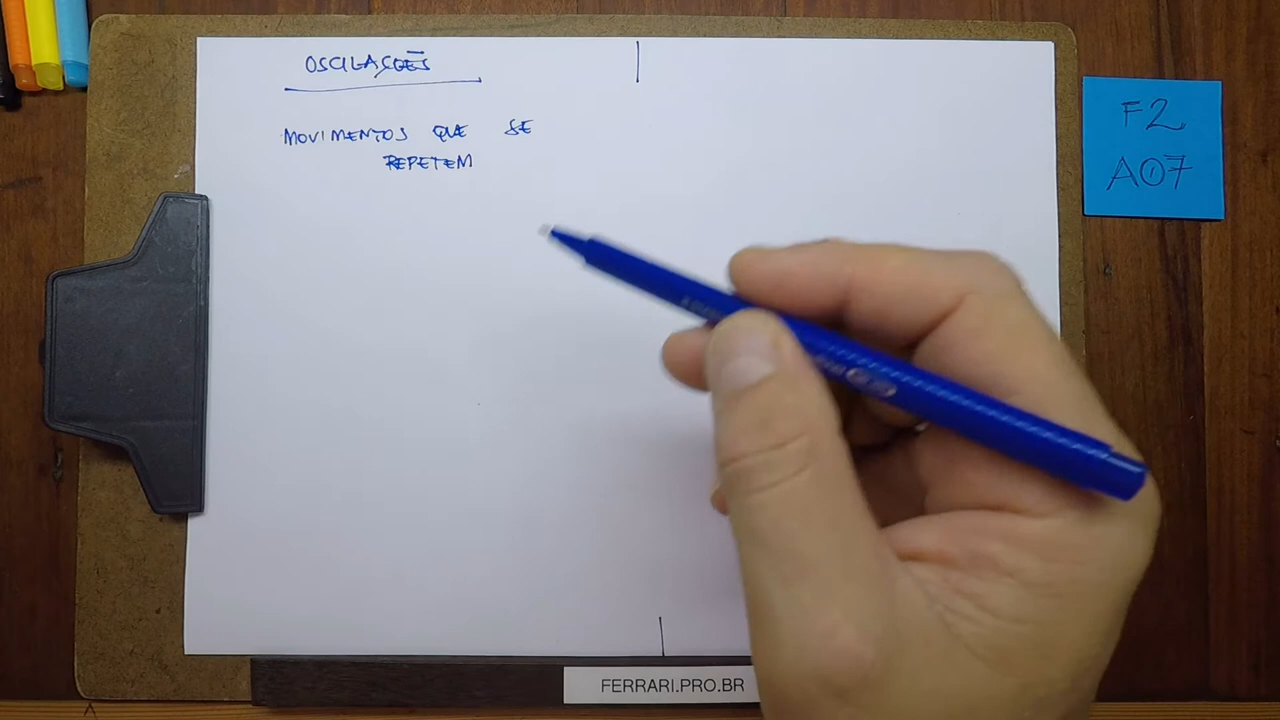 OSCILAÇÕES
MOVIMENTOS QUE SE
REPETEM
F2
A07
FERRARI.PRO.BR